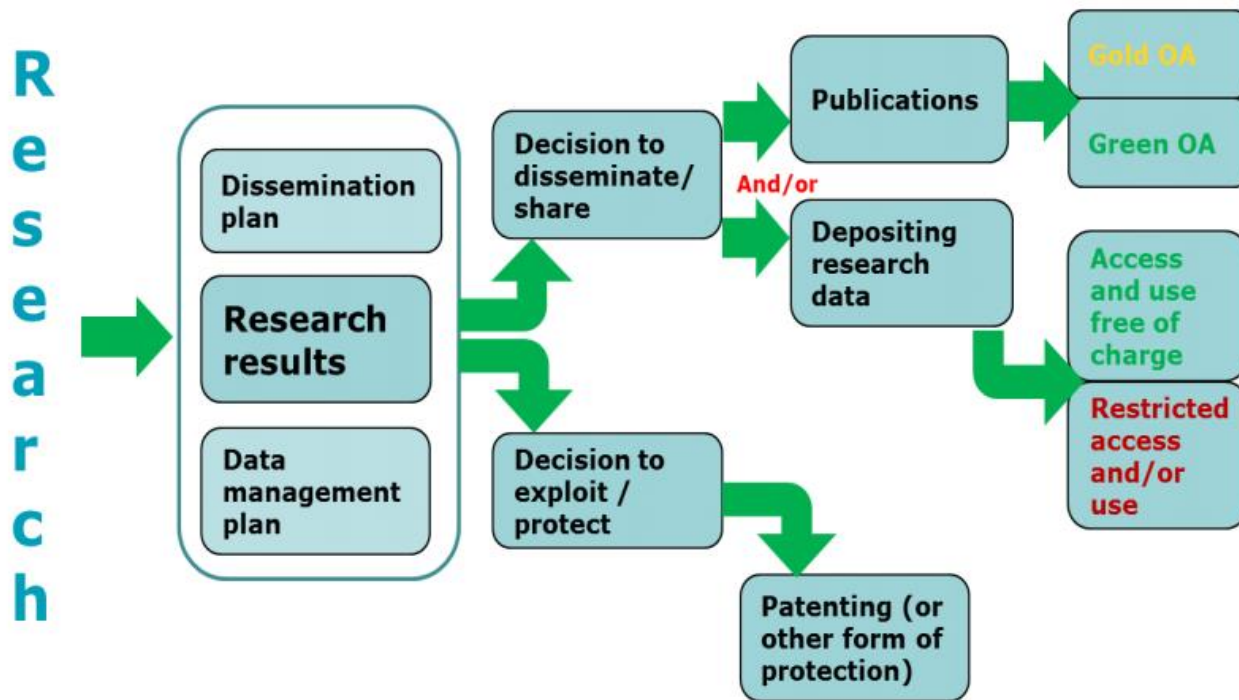 Research
Dissemination
plan
Research
results
Data
management
plan
Decision to
disseminate/
share
And/or
Publications
Gold OA
Green OA
Depositing
research
data
Access
and use
free of
charge
Restricted
access
and/or
use
Decision to
exploit /
protect
Patenting (or
other form of
protection)